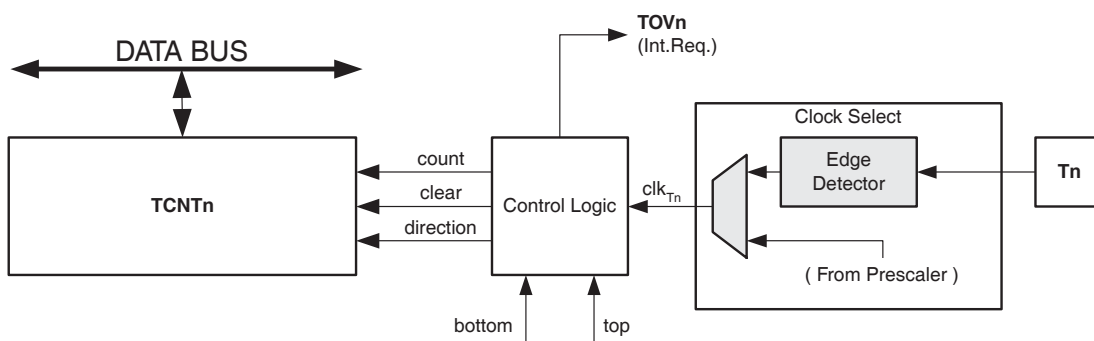 TOVn
(Int.Req.)
DATA BUS
Clock Select
count
Edge
Detector
Tn
TCNTn
clear
Control Logic
clkTn
direction
( From Prescaler )
bottom
top